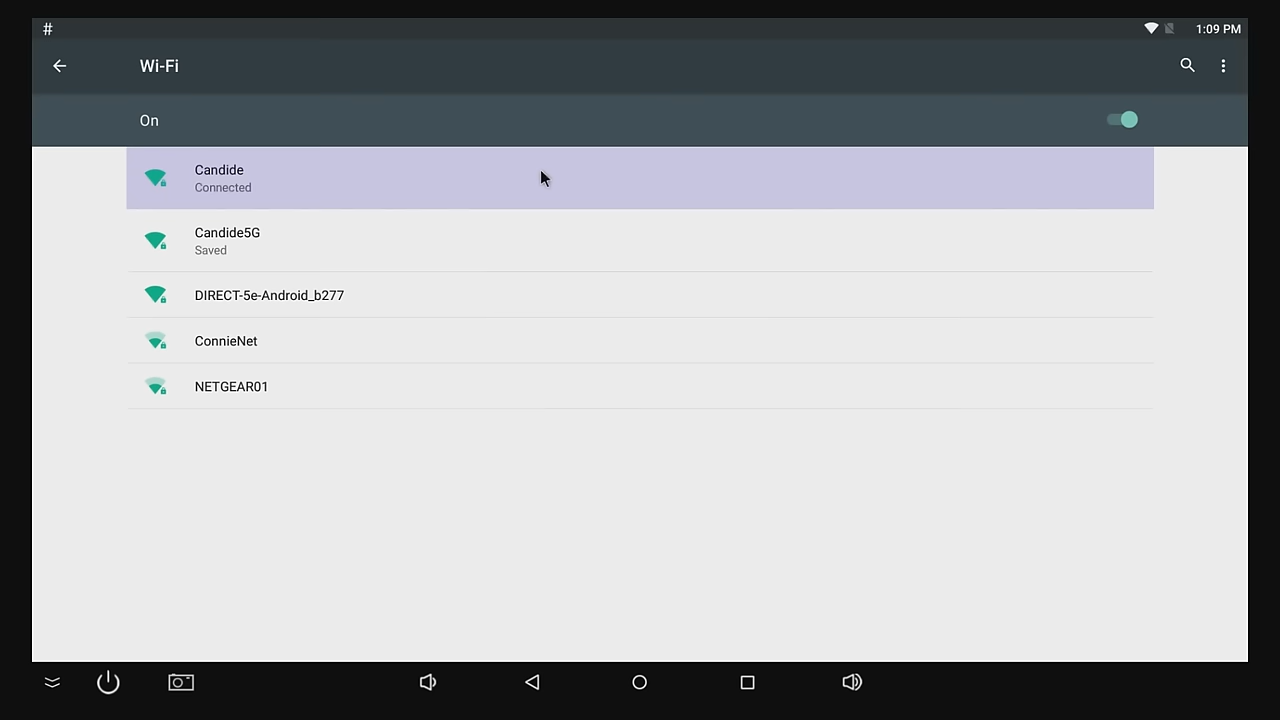 #
1:09 PM
Wi-Fi
On
Candide
Connected
Candide5G
Saved
DIRECT-5e-Android_b277
ConnieNet
NETGEAR01